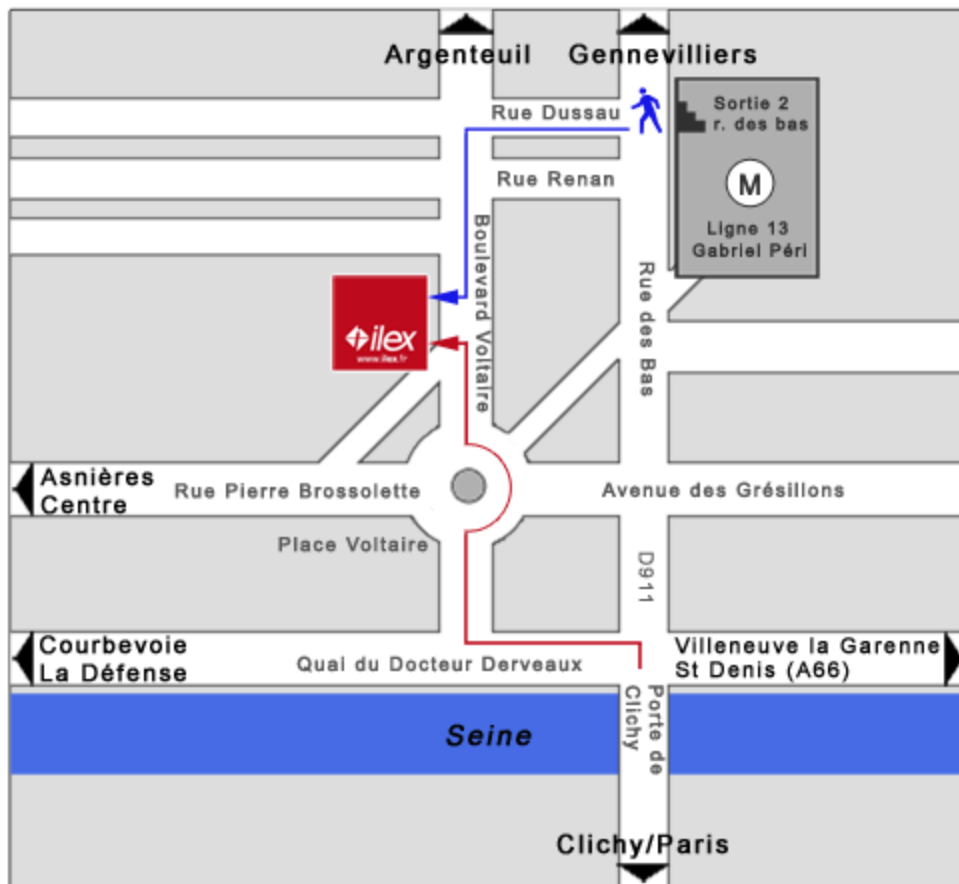 Argenteuil
Gennevilliers
Rue Dussau
Sortie 2
r. des bas
M
Rue Renan
Ligne 13
Gabriel Péri
Boulevard Voltaire
Rue des Bas
ilex
www.ilex.fr
Asnières
Centre
Rue Pierre Brossolette
Avenue des Grésillons
Place Voltaire
D911
Courbevoie
La Défense
Quai du Docteur Derveaux
Villeneuve la Garenne
St Denis (A66)
Porte de
Clichy
Seine
Clichy/Paris